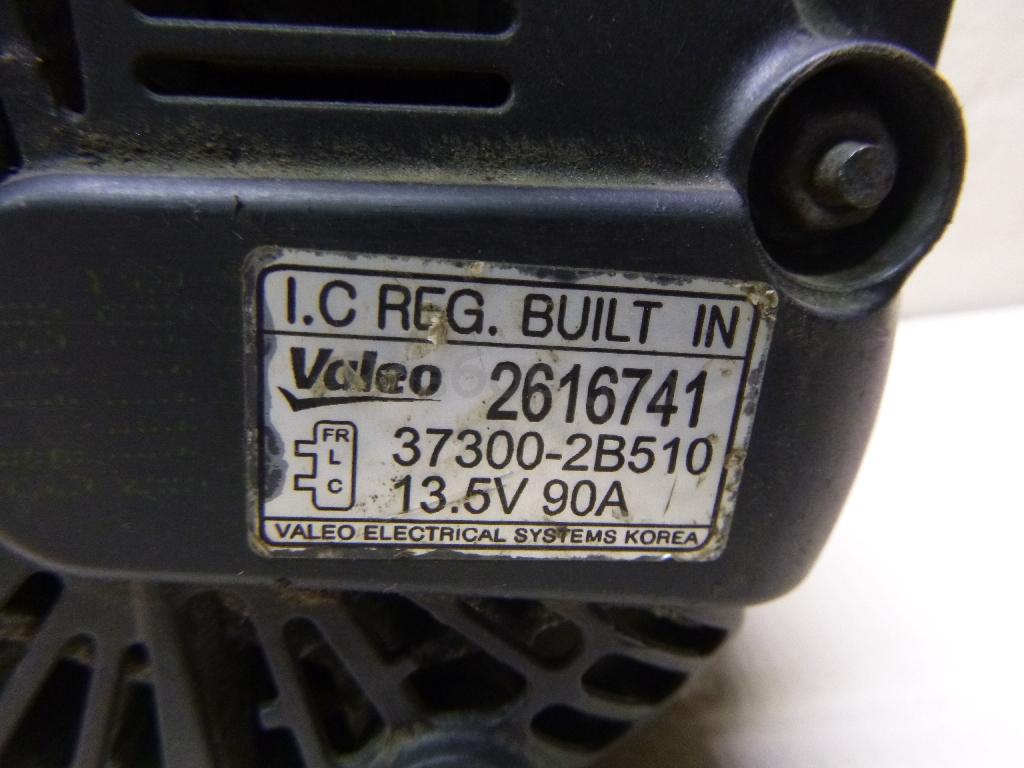 I.C REG. BUILT IN
Valeo 2616741
FR
L
C
37300-2B510
13.5V 90A
VALEO ELECTRICAL SYSTEMS KOREA